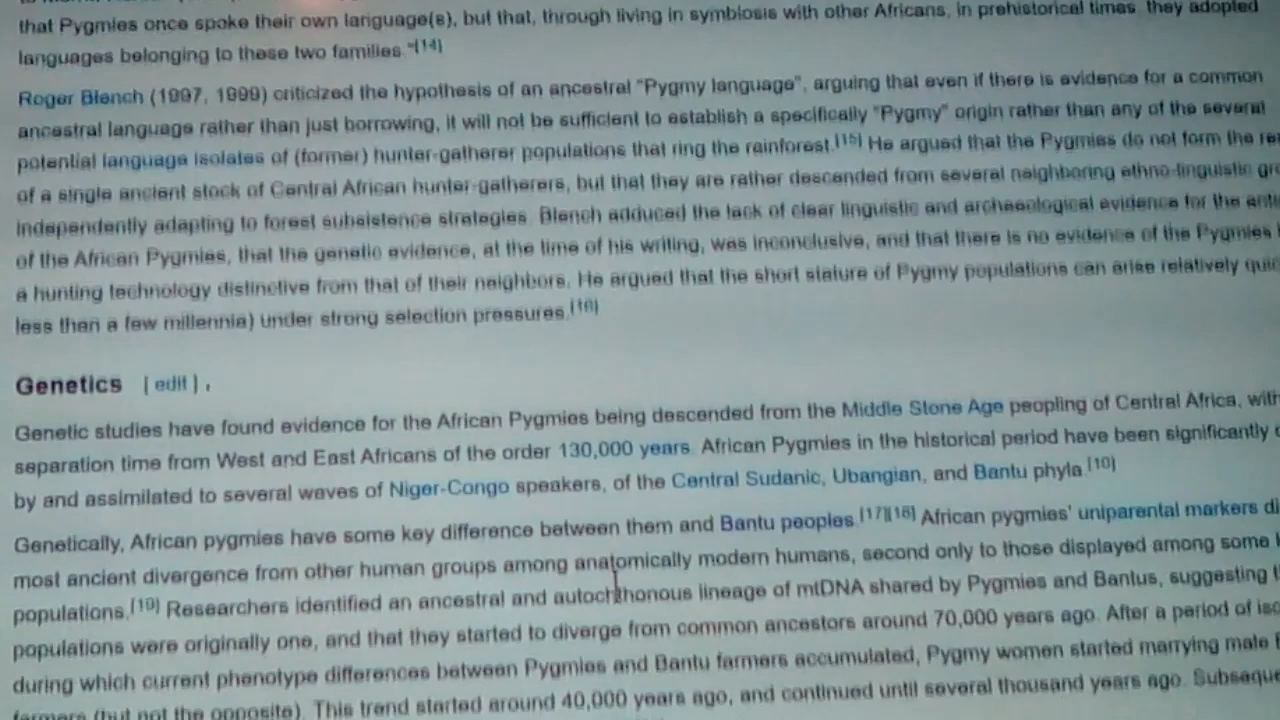 that Pygmies once spoke their own language(s), but that, through living in symbiosis with other Africans, in prehistorical times, they adopted
languages belonging to these two families."[14]
Roger Blench (1997, 1999) criticized the hypothesis of an ancestral "Pygmy language", arguing that even if there is evidence for a common
ancestral language rather than just borrowing, it will not be sufficient to establish a specifically "Pygmy" origin rather than any of the several
potential language isolates of (former) hunter-gatherer populations that ring the rainforest.[15] He argued that the Pygmies do not form the
of a single ancient stock of Central African hunter-gatherers, but that they are rather descended from several neighboring ethno-linguistic
independently adapting to forest subsistence strategies. Blench adduced the lack of clear linguistic and archaeological evidence for the
of the African Pygmies, that the genetic evidence, at the time of his writing, was inconclusive, and that there is no evidence of the Pygmies
a hunting technology distinctive from that of their neighbors. He argued that the short stature of Pygmy populations can arise relatively
less than a few millennia) under strong selection pressures.[16]
Genetics [ edit ]
Genetic studies have found evidence for the African Pygmies being descended from the Middle Stone Age peopling of Central Africa, with
separation time from West and East Africans of the order 130,000 years. African Pygmies in the historical period have been significantly
by and assimilated to several waves of Niger-Congo speakers, of the Central Sudanic, Ubangian, and Bantu phyla.[10]
Genetically, African pygmies have some key difference between them and Bantu peoples.[17][18] African pygmies' uniparental markers
most ancient divergence from other human groups among anatomically modern humans, second only to those displayed among some
populations.[19] Researchers identified an ancestral and autochthonous lineage of mtDNA shared by Pygmies and Bantus, suggesting
populations were originally one, and that they started to diverge from common ancestors around 70,000 years ago. After a period of
during which current phenotype differences between Pygmies and Bantu farmers accumulated, Pygmy women started marrying male
farmers (but not the opposite). This trend started around 40,000 years ago, and continued until several thousand years ago.